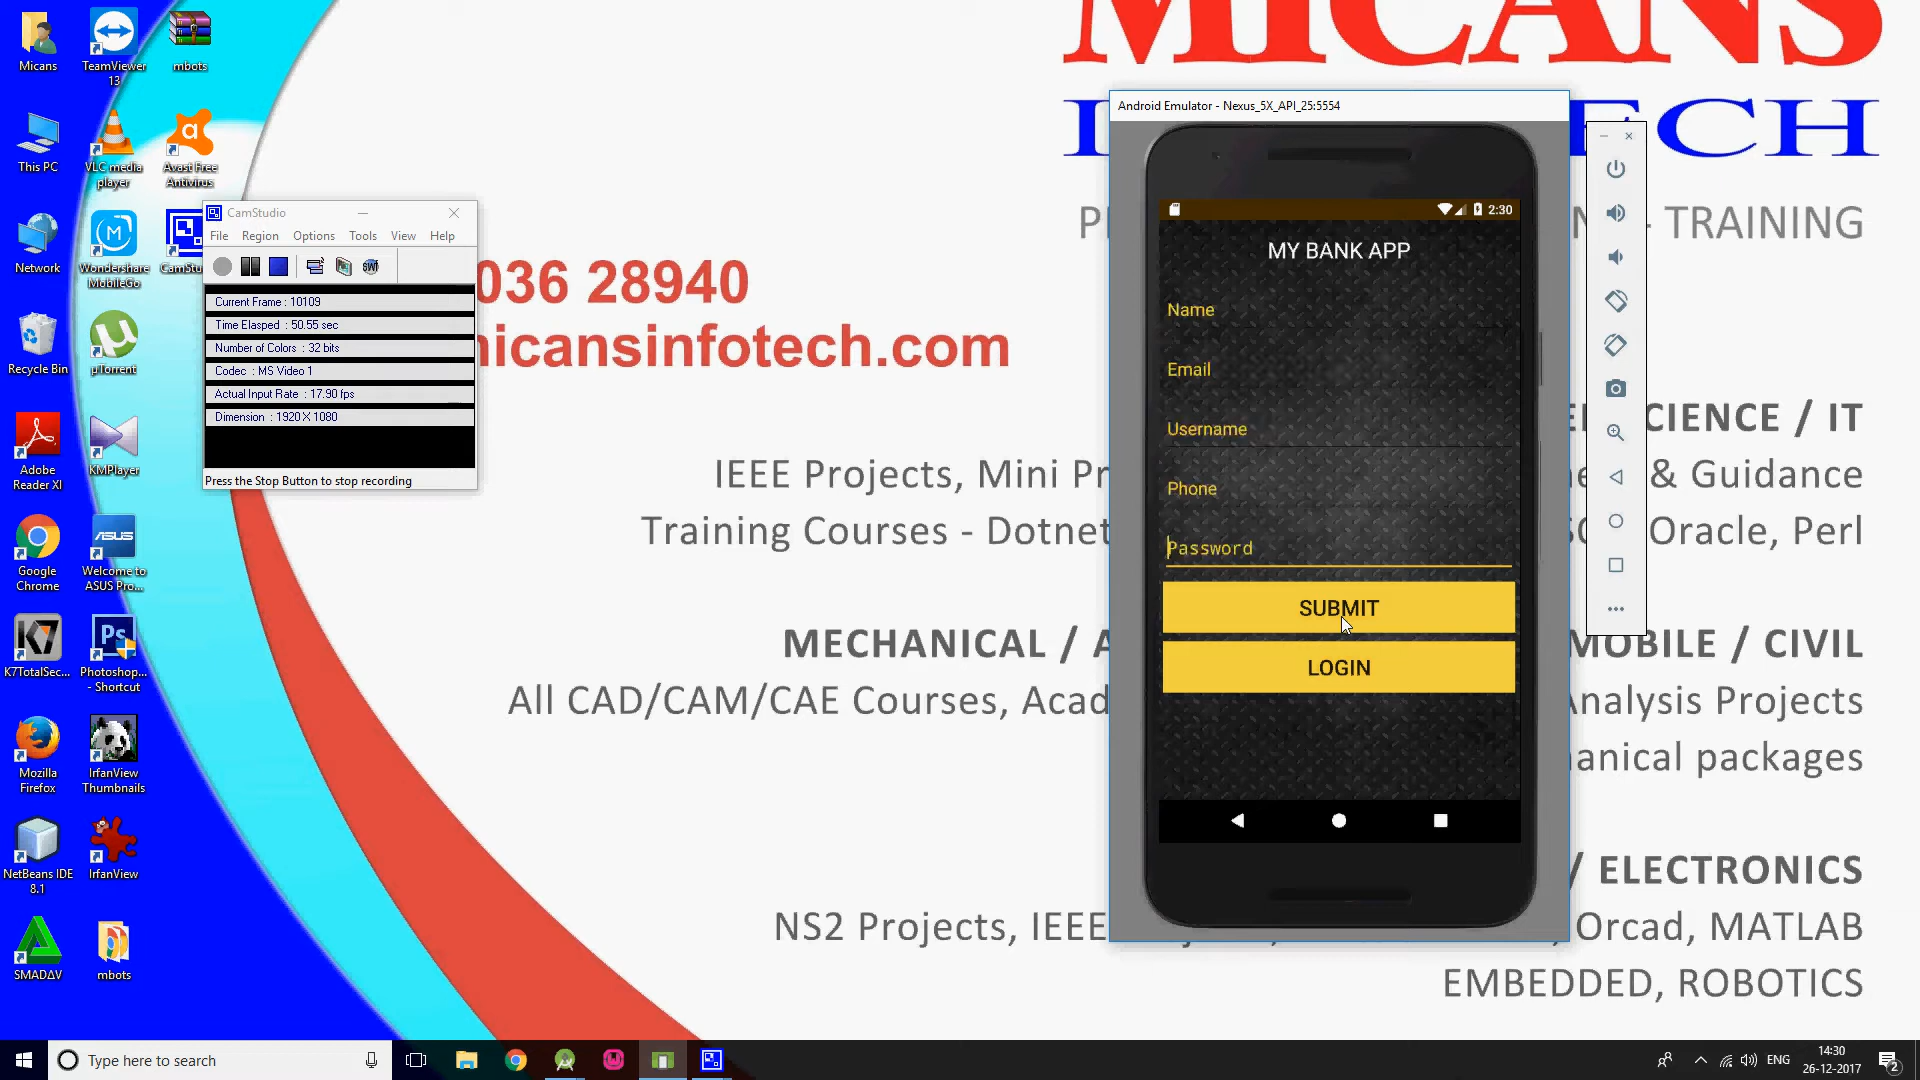 Micans
TeamViewer
13
mbots
This PC
VLC media
player
Avast Free
Antivirus
Network
Wondershare
MobileGo
Recycle Bin
µTorrent
Adobe
Reader XI
KMPlayer
Google
Chrome
ASUS
Welcome to
ASUS Pro...
K7TotalSec...
Ps
Photoshop...
- Shortcut
Mozilla
Firefox
IrfanView
Thumbnails
NetBeans IDE
8.1
IrfanView
SMADΔV
mbots
CamStudio
File Region Options Tools View Help
Current Frame : 10109
Time Elasped : 50.55 sec
Number of Colors : 32 bits
Codec : MS Video 1
Actual Input Rate : 17.90 fps
Dimension : 1920 X 1080
Press the Stop Button to stop recording
MICANS
- TRAINING
036 28940
nicansinfotech.com
CIENCE / IT
IEEE Projects, Mini Pr
& Guidance
Training Courses - Dotnet
Oracle, Perl
MECHANICAL / A
MOBILE / CIVIL
All CAD/CAM/CAE Courses, Acad
Analysis Projects
anical packages
/ ELECTRONICS
NS2 Projects, IEEE
, Orcad, MATLAB
EMBEDDED, ROBOTICS
Android Emulator - Nexus_5X_API_25:5554
2:30
MY BANK APP
Name
Email
Username
Phone
Password
SUBMIT
LOGIN
Type here to search
ENG
14:30
26-12-2017
2